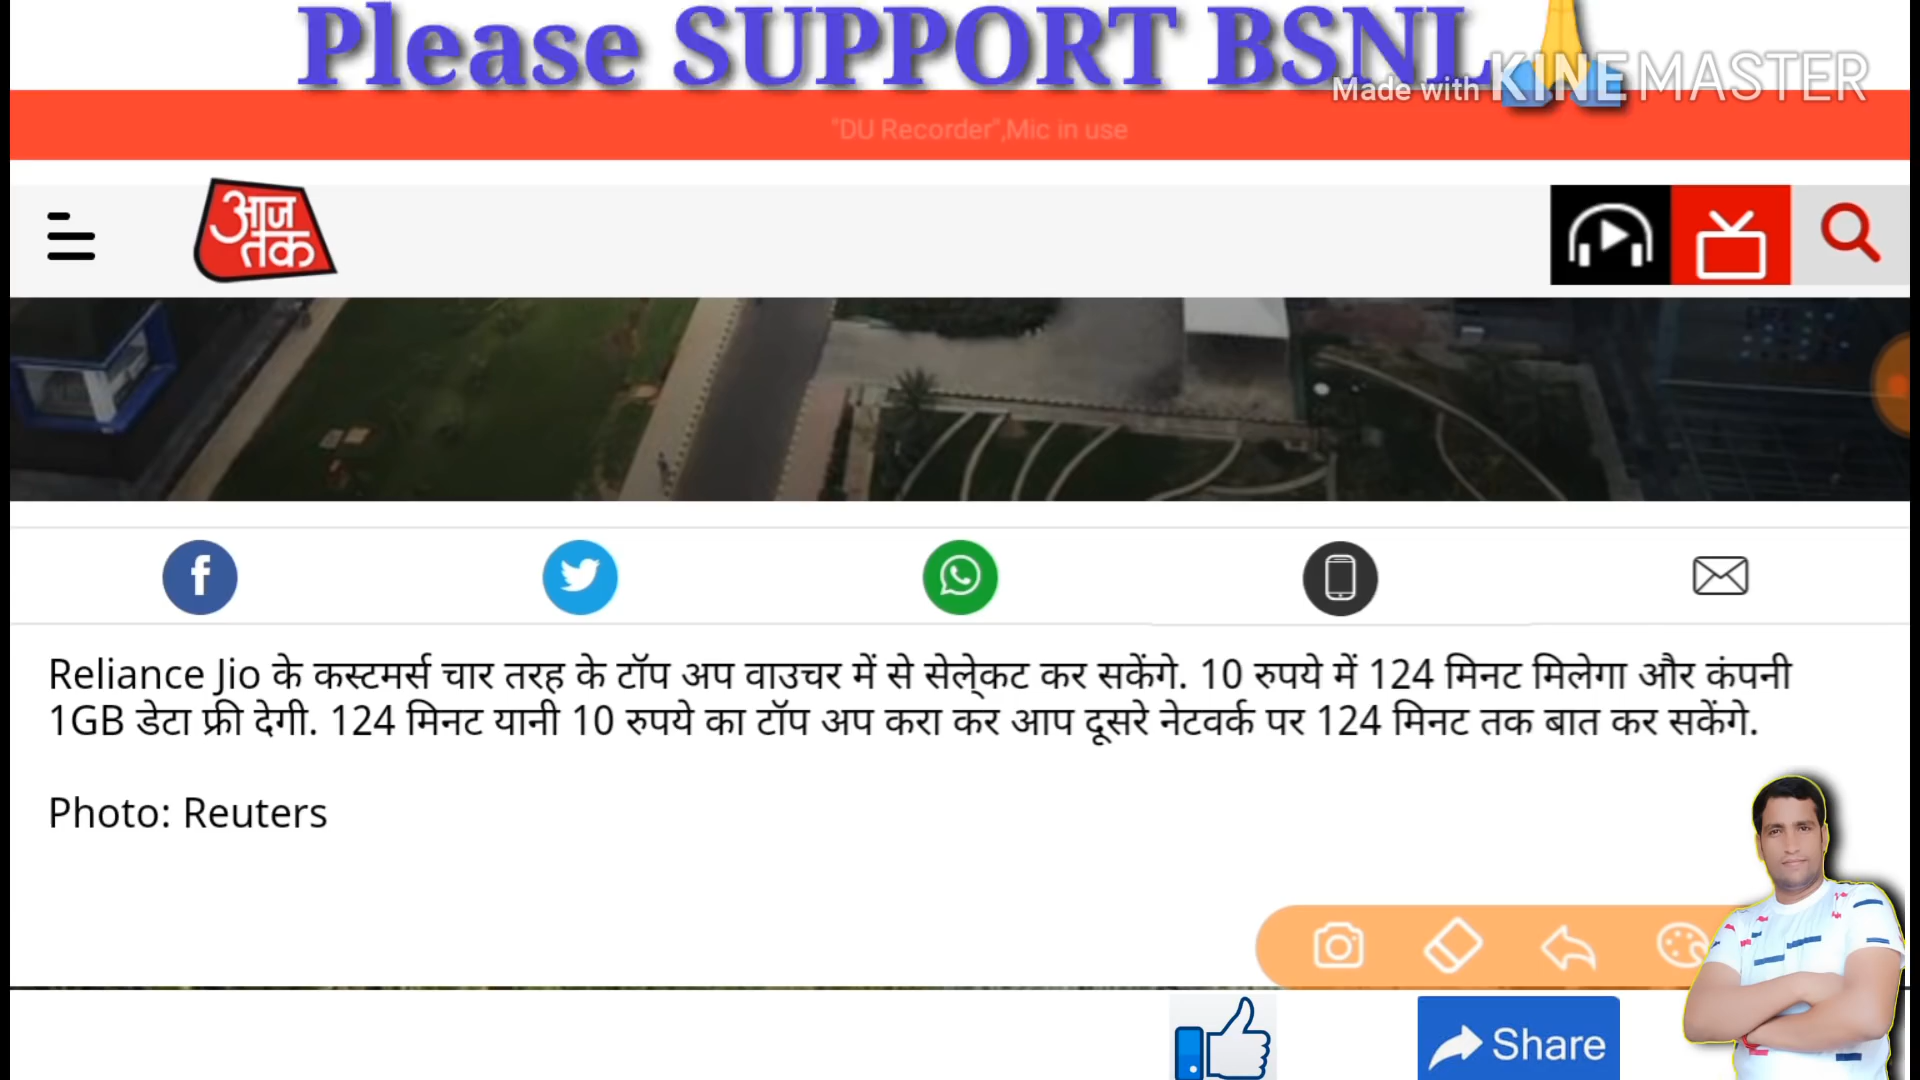 Please SUPPORT BSNL
Made with KINEMASTER
"DU Recorder",Mic in use
आज
तक
Reliance Jio के कस्टमर्स चार तरह के टॉप अप वाउचर में से सेले्कट कर सकेंगे. 10 रुपये में 124 मिनट मिलेगा और कंपनी
1GB डेटा फ्री देगी. 124 मिनट यानी 10 रुपये का टॉप अप करा कर आप दूसरे नेटवर्क पर 124 मिनट तक बात कर सकेंगे.
Photo: Reuters
Share